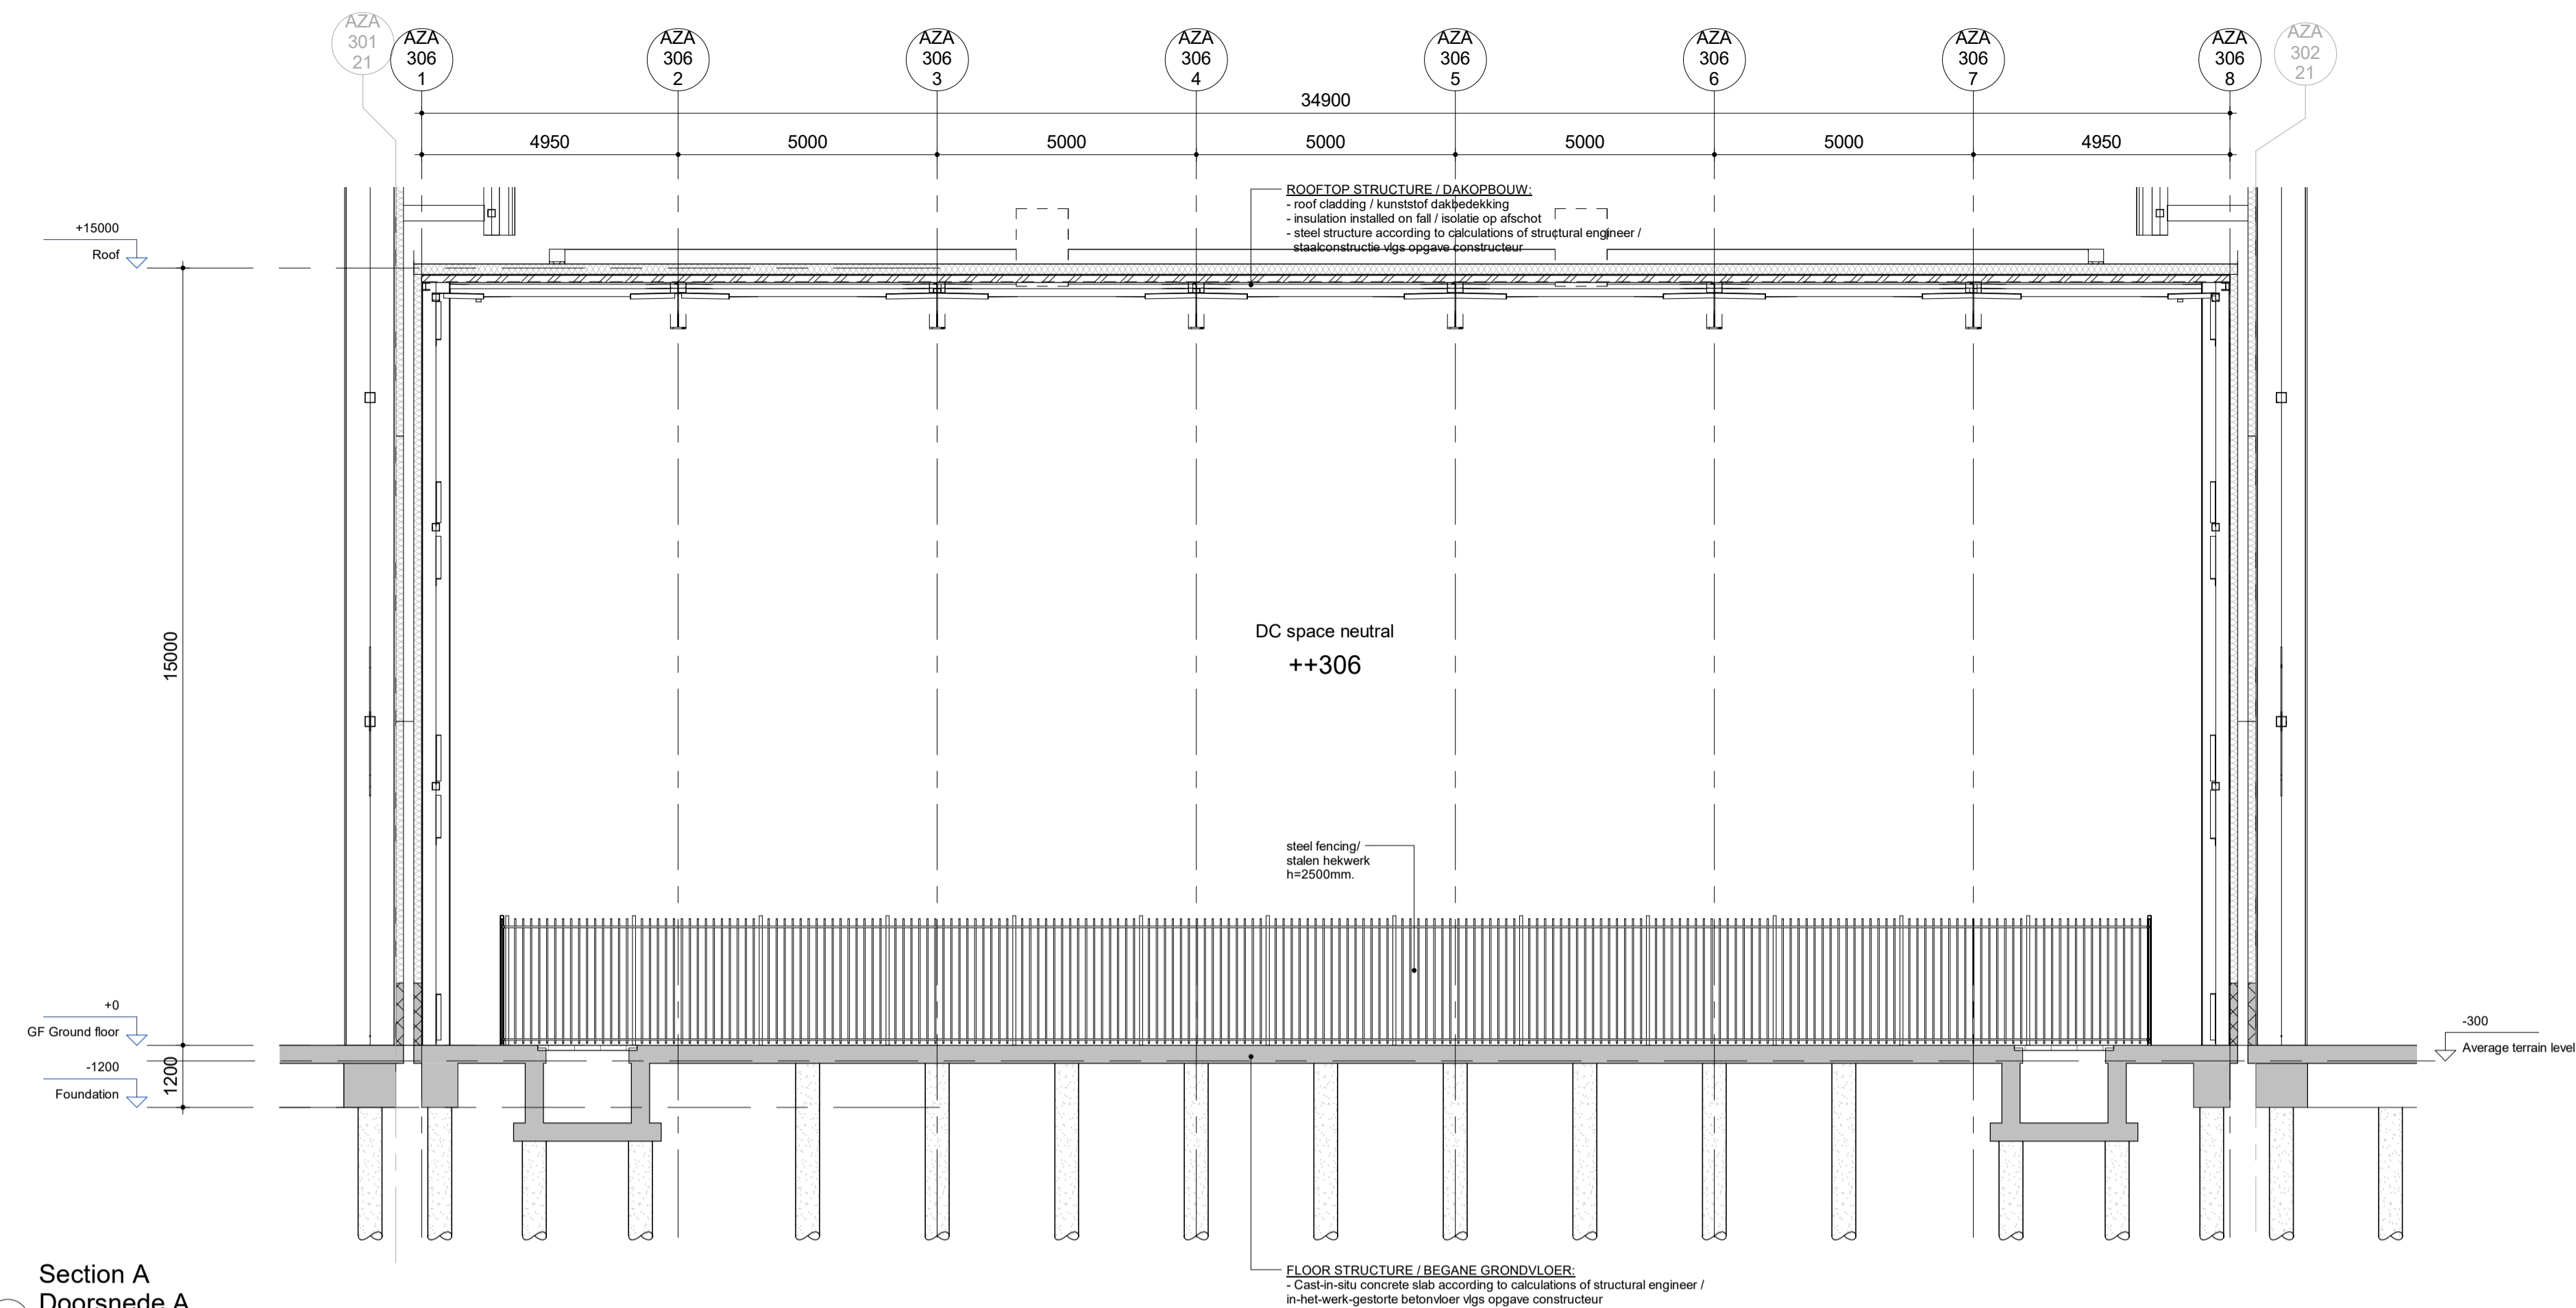 AZA
301
21
AZA
306
1
AZA
306
2
AZA
306
3
AZA
306
4
AZA
306
5
AZA
306
6
AZA
306
7
AZA
306
8
AZA
302
21
34900
4950
5000
5000
5000
5000
5000
4950
ROOFTOP STRUCTURE / DAKOPBOUW:
- roof cladding / kunststof dakbedekking
- insulation installed on fall / isolatie op afschot
- steel structure according to calculations of structural engineer /
staalconstructie vlgs opgave constructeur
+15000
Roof
15000
DC space neutral
++306
steel fencing/
stalen hekwerk
h=2500mm.
+0
GF Ground floor
-1200
Foundation
1200
-300
Average terrain level
Section A
Doorsnede A
FLOOR STRUCTURE / BEGANE GRONDVLOER:
- Cast-in-situ concrete slab according to calculations of structural engineer /
in-het-werk-gestorte betonvloer vlgs opgave constructeur